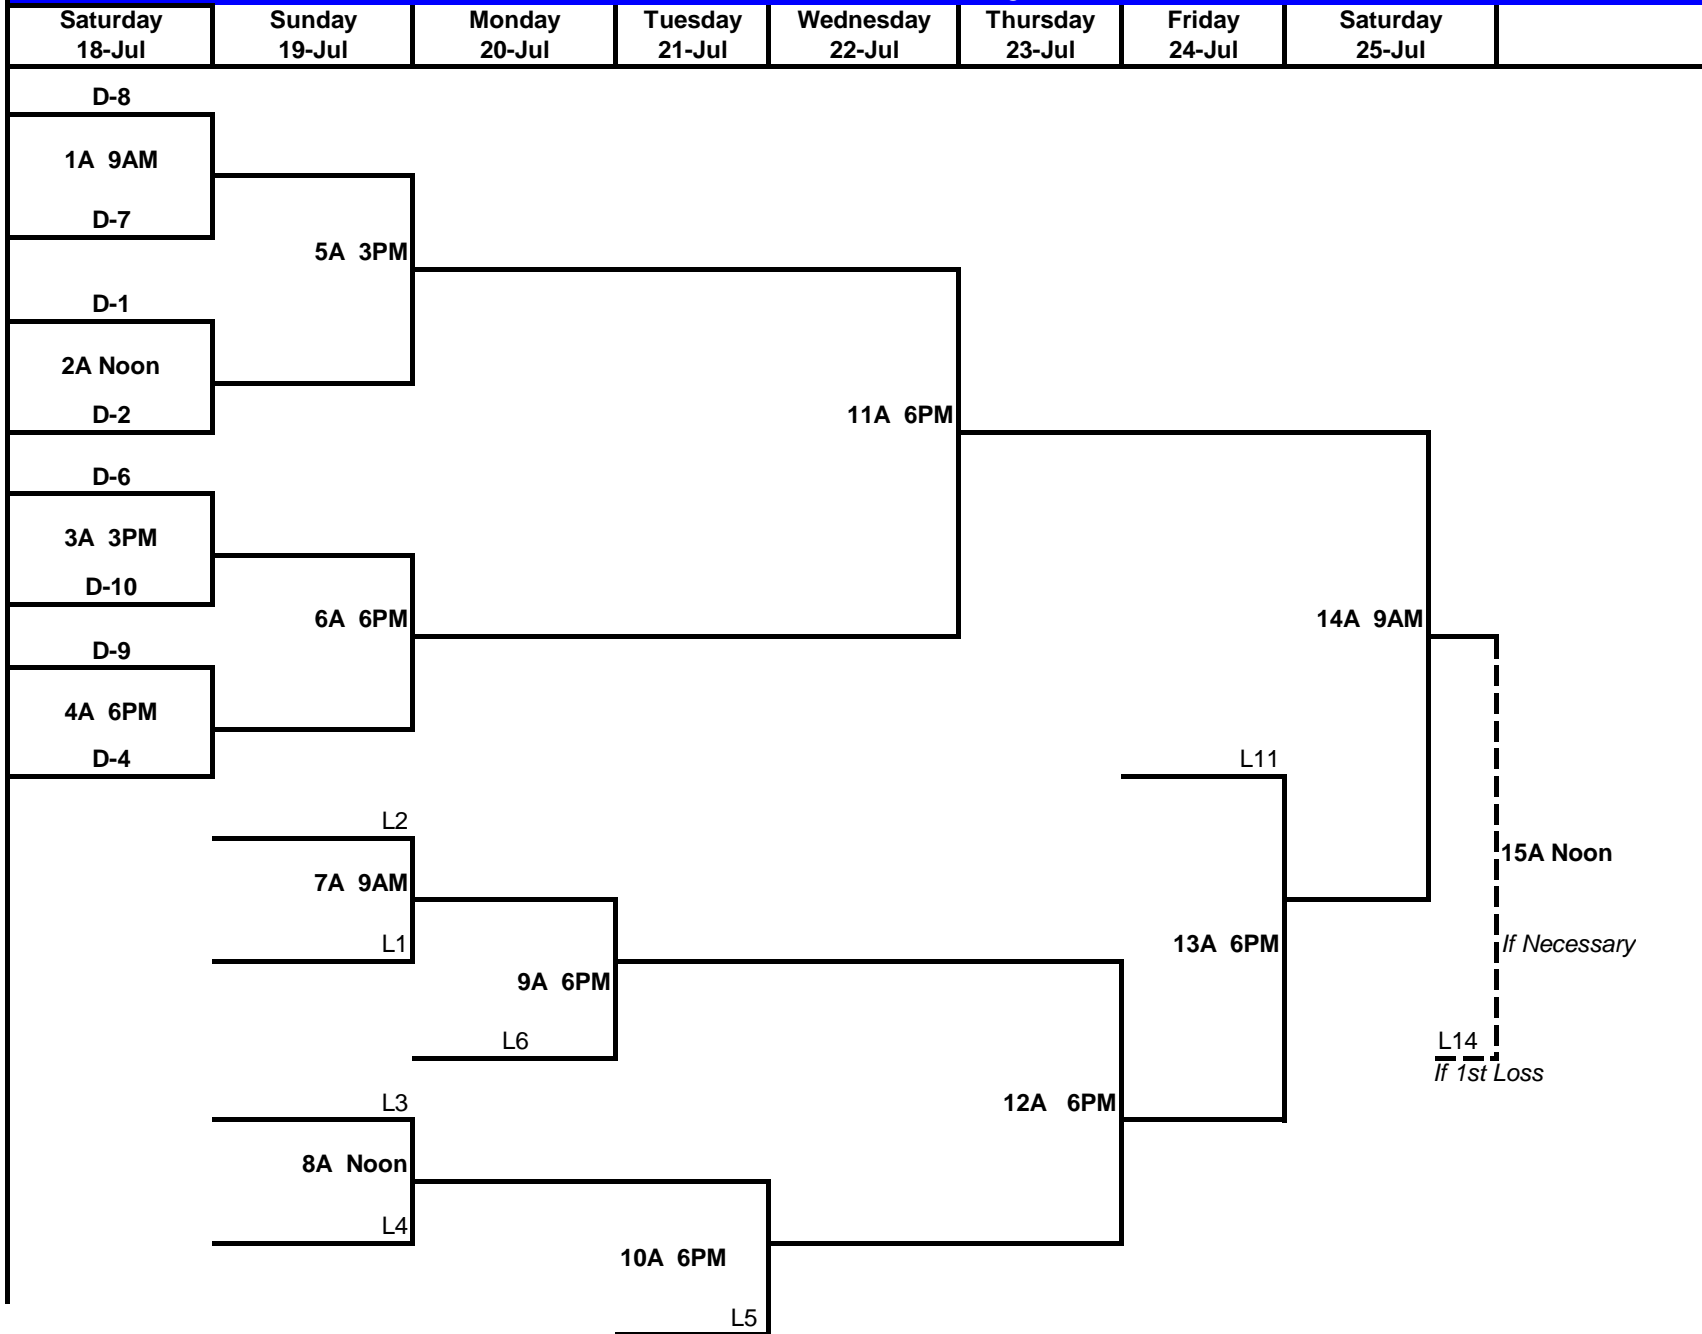 Saturday Sunday Monday Tuesday Wednesday Thursday Friday Saturday
18-Jul 19-Jul 20-Jul 21-Jul 22-Jul 23-Jul 24-Jul 25-Jul
D-8
1A 9AM
D-7
5A 3PM
D-1
2A Noon
D-2
11A 6PM
D-6
3A 3PM
D-10
6A 6PM
14A 9AM
D-9
4A 6PM
D-4
L11
L2
15A Noon
7A 9AM
L1
13A 6PM
If Necessary
9A 6PM
L6
L14
If 1st Loss
L3
12A 6PM
8A Noon
L4
10A 6PM
L5